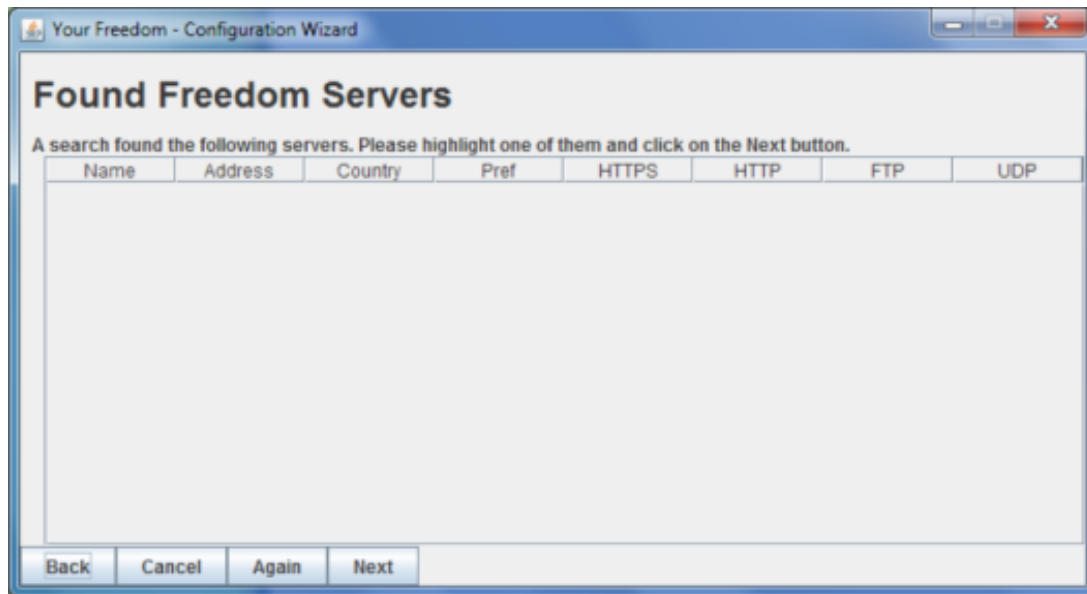 Your Freedom - Configuration Wizard
Found Freedom Servers
A search found the following servers. Please highlight one of them and click on the Next button.
Name Address Country Pref HTTPS HTTP FTP UDP
Back Cancel Again Next